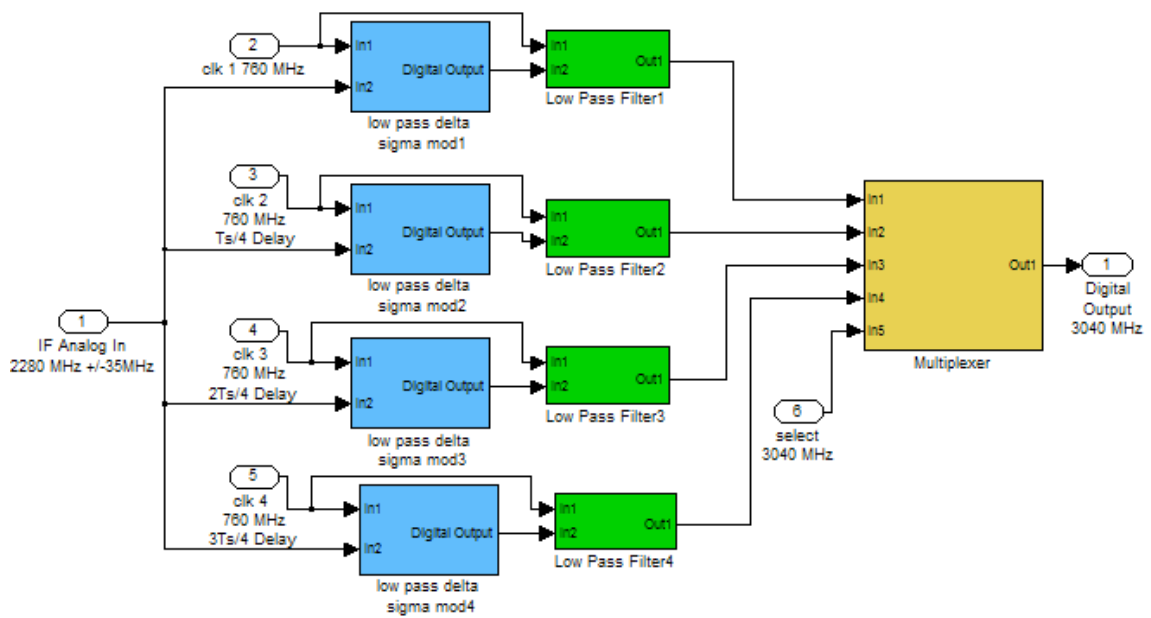 2
clk 1 760 MHz
In1
Digital Output
In2
low pass delta
sigma mod1
In1
Out1
In2
Low Pass Filter1
3
clk 2
760 MHz
Ts/4 Delay
In1
Digital Output
In2
low pass delta
sigma mod2
In1
Out1
In2
Low Pass Filter2
1
IF Analog In
2280 MHz +/-35MHz
4
clk 3
760 MHz
2Ts/4 Delay
In1
Digital Output
In2
low pass delta
sigma mod3
In1
Out1
In2
Low Pass Filter3
5
clk 4
760 MHz
3Ts/4 Delay
In1
Digital Output
In2
low pass delta
sigma mod4
In1
Out1
In2
Low Pass Filter4
In1
In2
In3
Out1
In4
In5
Multiplexer
6
select
3040 MHz
1
Digital
Output
3040 MHz